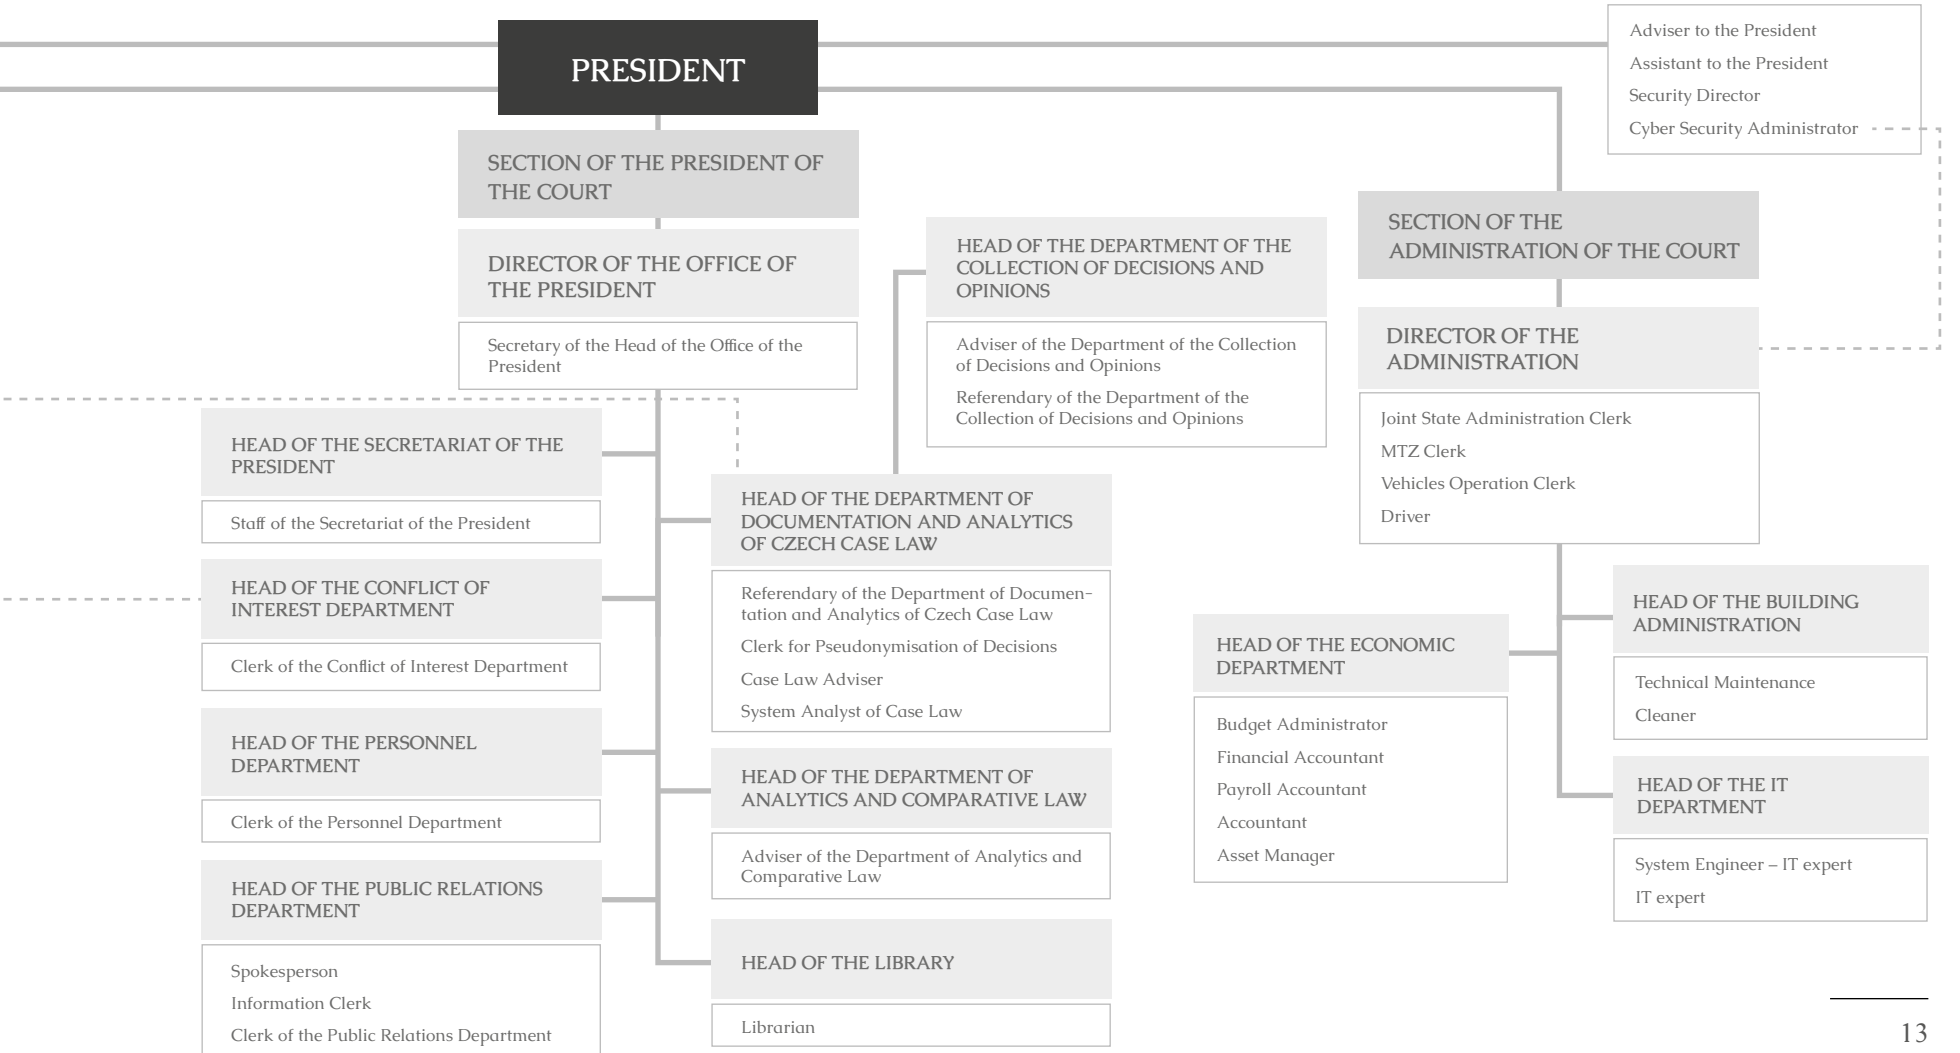 PRESIDENT
Adviser to the President
Assistant to the President
Security Director
Cyber Security Administrator
SECTION OF THE PRESIDENT OF
THE COURT
DIRECTOR OF THE OFFICE OF
THE PRESIDENT
Secretary of the Head of the Office of the
President
HEAD OF THE SECRETARIAT OF THE
PRESIDENT
Staff of the Secretariat of the President
HEAD OF THE CONFLICT OF
INTEREST DEPARTMENT
Clerk of the Conflict of Interest Department
HEAD OF THE PERSONNEL
DEPARTMENT
Clerk of the Personnel Department
HEAD OF THE PUBLIC RELATIONS
DEPARTMENT
Spokesperson
Information Clerk
Clerk of the Public Relations Department
HEAD OF THE DEPARTMENT OF THE
COLLECTION OF DECISIONS AND
OPINIONS
Adviser of the Department of the Collection
of Decisions and Opinions
Referendary of the Department of the
Collection of Decisions and Opinions
HEAD OF THE DEPARTMENT OF
DOCUMENTATION AND ANALYTICS
OF CZECH CASE LAW
Referendary of the Department of Documen-
tation and Analytics of Czech Case Law
Clerk for Pseudonymisation of Decisions
Case Law Adviser
System Analyst of Case Law
HEAD OF THE DEPARTMENT OF
ANALYTICS AND COMPARATIVE LAW
Adviser of the Department of Analytics and
Comparative Law
HEAD OF THE LIBRARY
Librarian
SECTION OF THE
ADMINISTRATION OF THE COURT
DIRECTOR OF THE
ADMINISTRATION
Joint State Administration Clerk
MTZ Clerk
Vehicles Operation Clerk
Driver
HEAD OF THE ECONOMIC
DEPARTMENT
Budget Administrator
Financial Accountant
Payroll Accountant
Accountant
Asset Manager
HEAD OF THE BUILDING
ADMINISTRATION
Technical Maintenance
Cleaner
HEAD OF THE IT
DEPARTMENT
System Engineer – IT expert
IT expert
13